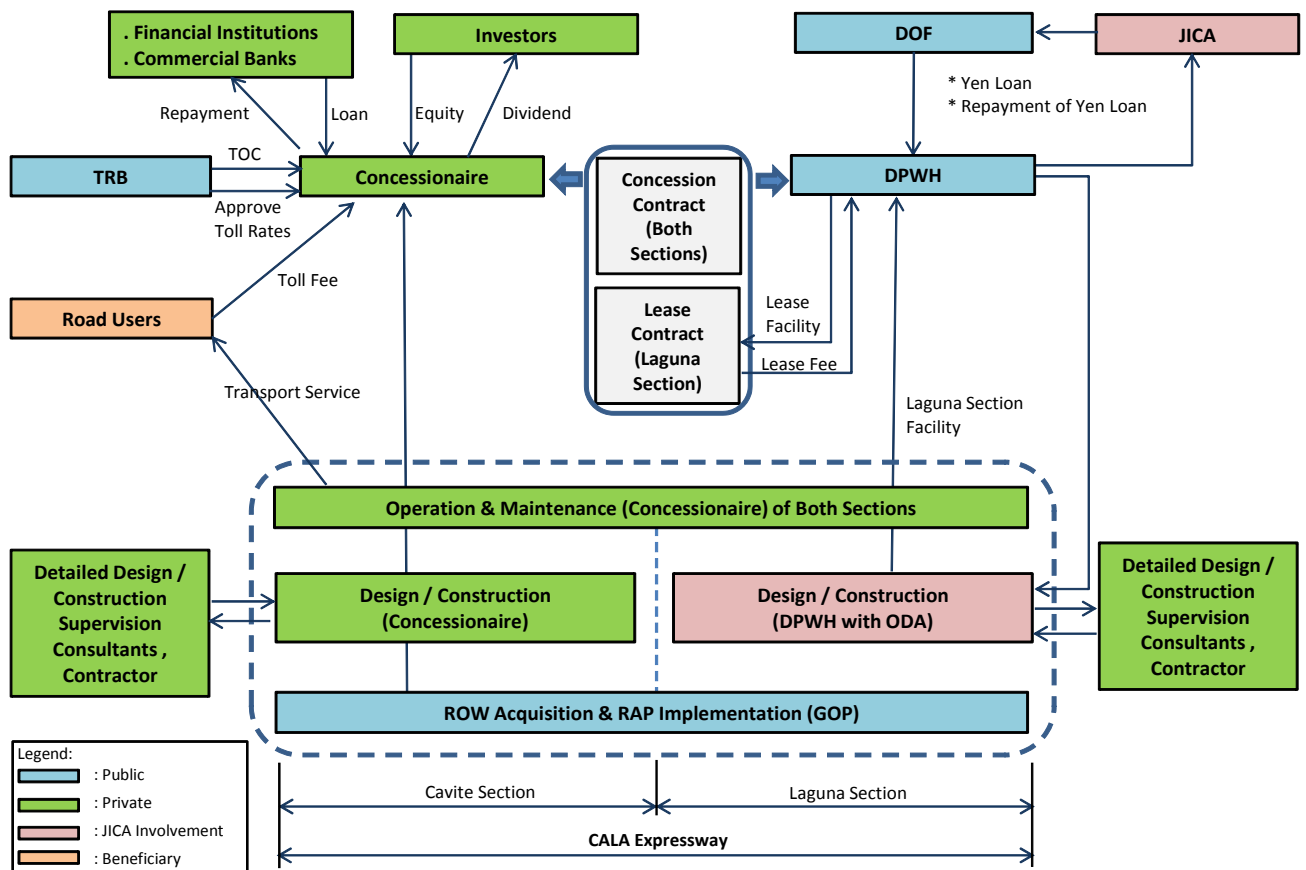 . Financial Institutions
. Commercial Banks
Investors
DOF
JICA
Repayment
Loan
Equity
Dividend
* Yen Loan
* Repayment of Yen Loan
TRB
TOC
Approve
Toll Rates
Concessionaire
Concession
Contract
(Both
Sections)
DPWH
Toll Fee
Road Users
Lease
Contract
(Laguna
Section)
Lease
Facility
Lease Fee
Transport Service
Laguna Section
Facility
Operation & Maintenance (Concessionaire) of Both Sections
Detailed Design /
Construction
Supervision
Consultants ,
Contractor
Design / Construction
(Concessionaire)
Design / Construction
(DPWH with ODA)
Detailed Design /
Construction
Supervision
Consultants ,
Contractor
ROW Acquisition & RAP Implementation (GOP)
Legend:
: Public
: Private
: JICA Involvement
: Beneficiary
Cavite Section
Laguna Section
CALA Expressway